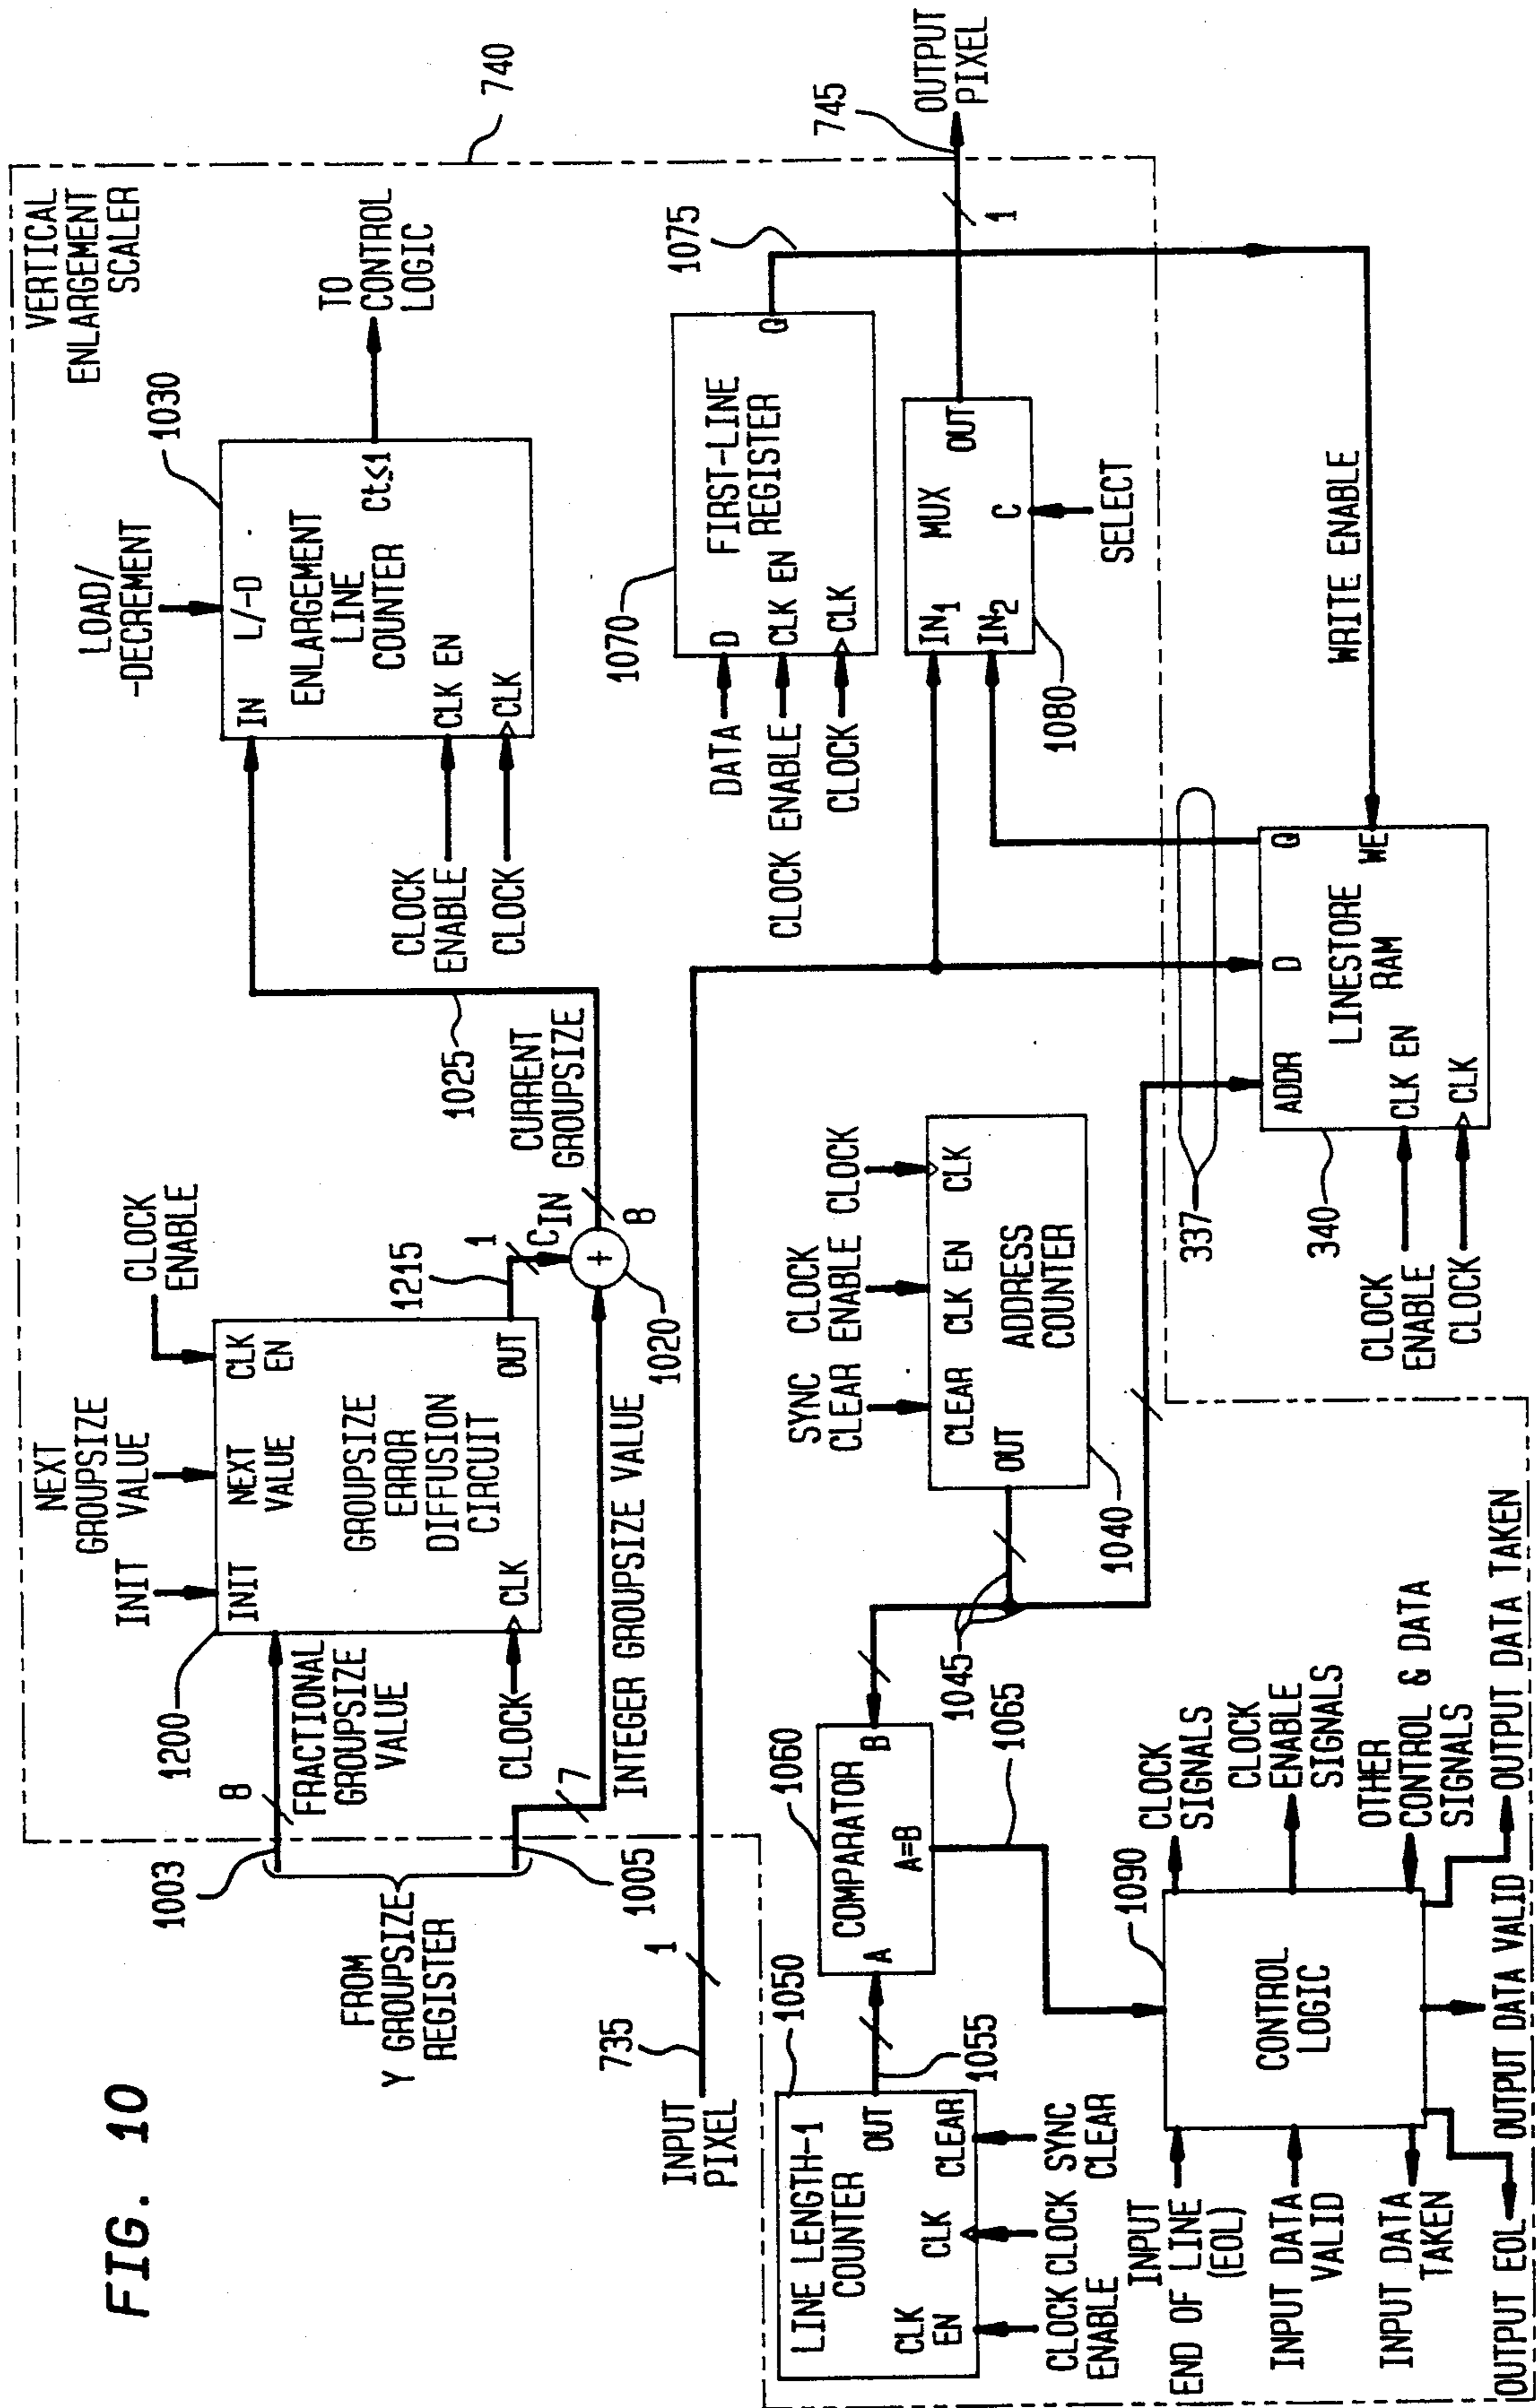 FIG. 10
VERTICAL
ENLARGEMENT
SCALER
740
FROM
Y GROUPSIZE
REGISTER
1003
8
FRACTIONAL
GROUPSIZE
VALUE
1005
7
INTEGER GROUPSIZE VALUE
1200
INIT
NEXT
GROUPSIZE
VALUE
CLOCK
ENABLE
INIT
NEXT
VALUE
CLK
EN
GROUPSIZE
ERROR
DIFFUSION
CIRCUIT
CLK
OUT
CLOCK
1215
1
CIN
+
1020
8
CURRENT
GROUPSIZE
1025
LOAD/
-DECREMENT
1030
IN
L/-D
ENLARGEMENT
LINE
COUNTER
Ct≤1
CLK EN
CLK
CLOCK
ENABLE
CLOCK
TO
CONTROL
LOGIC
INPUT
PIXEL
735
1
1070
DATA
CLOCK ENABLE
CLOCK
D
CLK EN
CLK
FIRST-LINE
REGISTER
Q
1075
IN1
IN2
MUX
OUT
C
SELECT
1080
1
745
OUTPUT
PIXEL
WRITE ENABLE
1050
LINE LENGTH-1
COUNTER
OUT
CLK
EN
CLK
CLEAR
CLOCK
ENABLE
CLOCK
SYNC
CLEAR
1055
1060
COMPARATOR
A
B
A=B
1065
1045
SYNC
CLEAR
CLOCK
ENABLE
CLOCK
CLEAR
CLK EN
CLK
ADDRESS
COUNTER
OUT
1040
337
340
ADDR
D
Q
LINESTORE
RAM
WE
CLK EN
CLK
CLOCK
ENABLE
CLOCK
1090
CONTROL
LOGIC
INPUT
END OF LINE
(EOL)
INPUT DATA
VALID
INPUT DATA
TAKEN
OUTPUT EOL
OUTPUT DATA VALID
OUTPUT DATA TAKEN
CLOCK
SIGNALS
CLOCK
ENABLE
SIGNALS
OTHER
CONTROL & DATA
SIGNALS